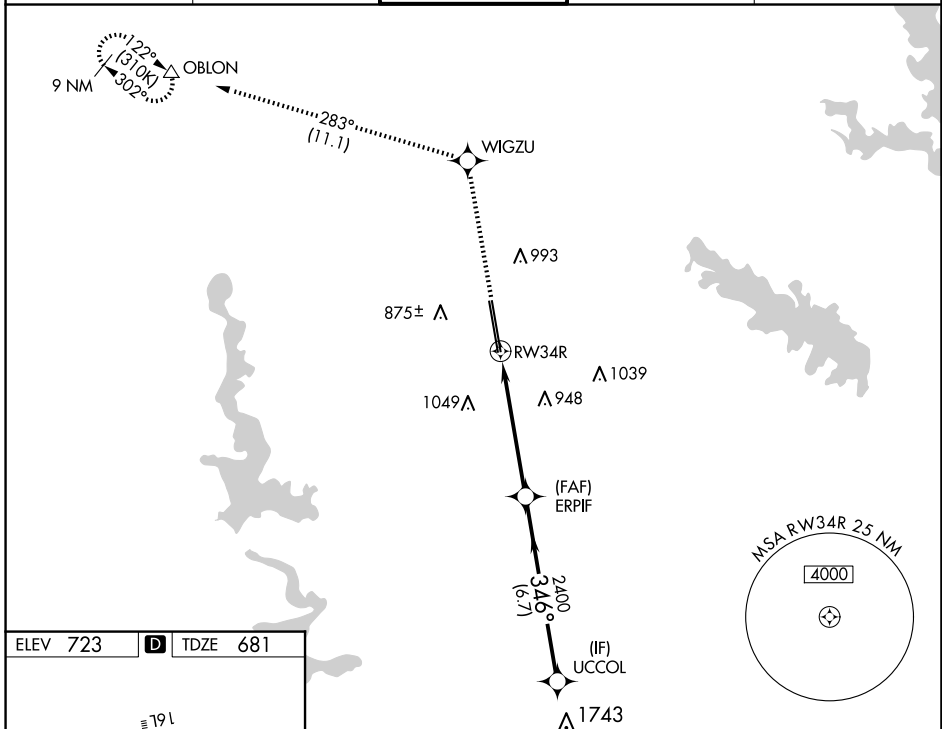 122°
(310K)
302°
9 NM
OBLON
283°
(11.1)
WIGZU
993
875±
RW34R
1039
1049
948
(FAF)
ERPIF
2400
346°
(6.7)
MSA RW34R 25 NM
4000
(IF)
UCCOL
1743
ELEV 723 D TDZE 681
16L